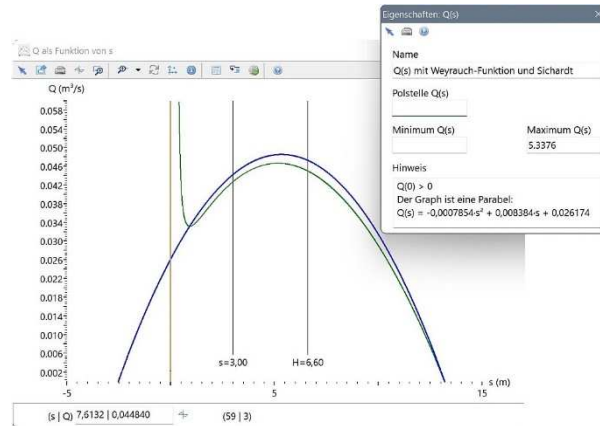 Q als Funktion von s
Q (m³/s)
0.058
0.054
0.050
0.046
0.042
0.038
0.034
0.030
0.026
0.022
0.018
0.014
0.010
0.006
0.002
s=3,00
H=6,60
s (m)
-5
5
15
(s | Q) 7,6132 | 0,044840
(59 | 3)
Eigenschaften: Q(s)
Name
Q(s) mit Weyrauch-Funktion und Sichardt
Polstelle Q(s)
Minimum Q(s)
Maximum Q(s)
5.3376
Hinweis
Q(0) > 0
Der Graph ist eine Parabel:
Q(s) = -0,0007854·s² + 0,008384·s + 0,026174